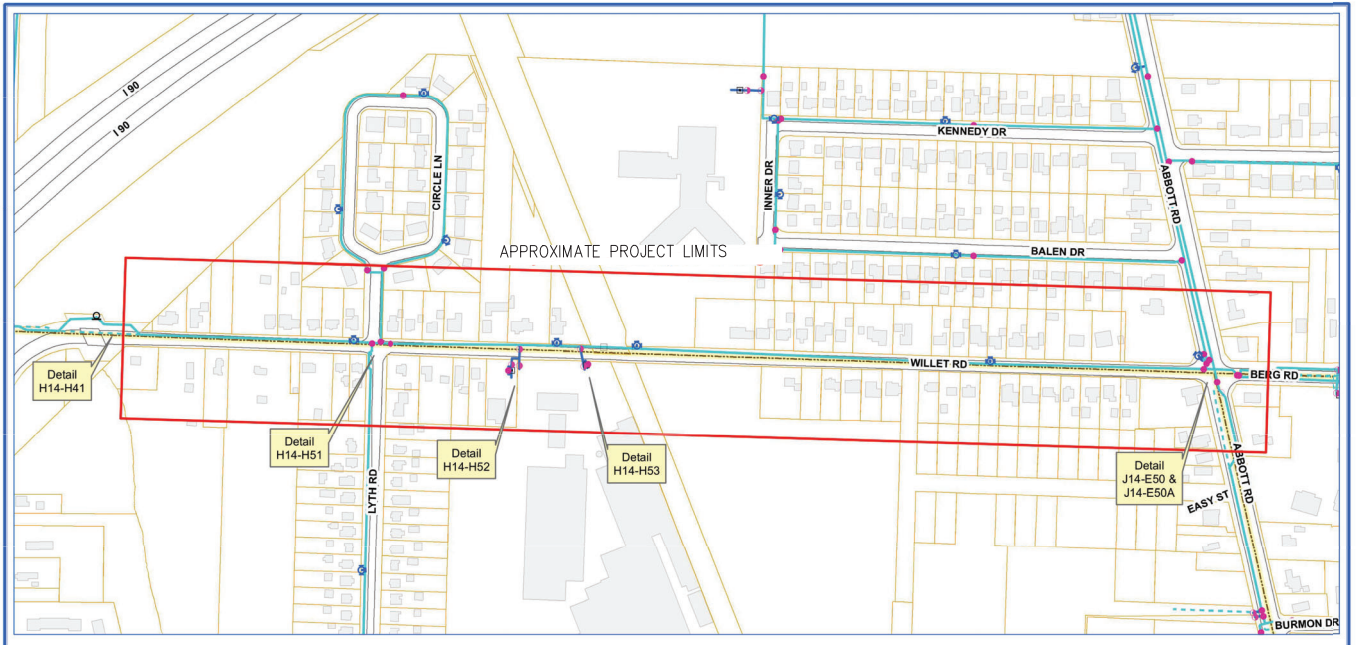 I 90
I 90
KENNEDY DR
CIRCLE LN
INNER DR
ABBOTT RD
APPROXIMATE PROJECT LIMITS
BALEN DR
WILLET RD
BERG RD
Detail
H14-H41
Detail
H14-H51
Detail
H14-H52
Detail
H14-H53
Detail
J14-E50 &
J14-E50A
LYTH RD
ABBOTT RD
EASY ST
BURMON DR